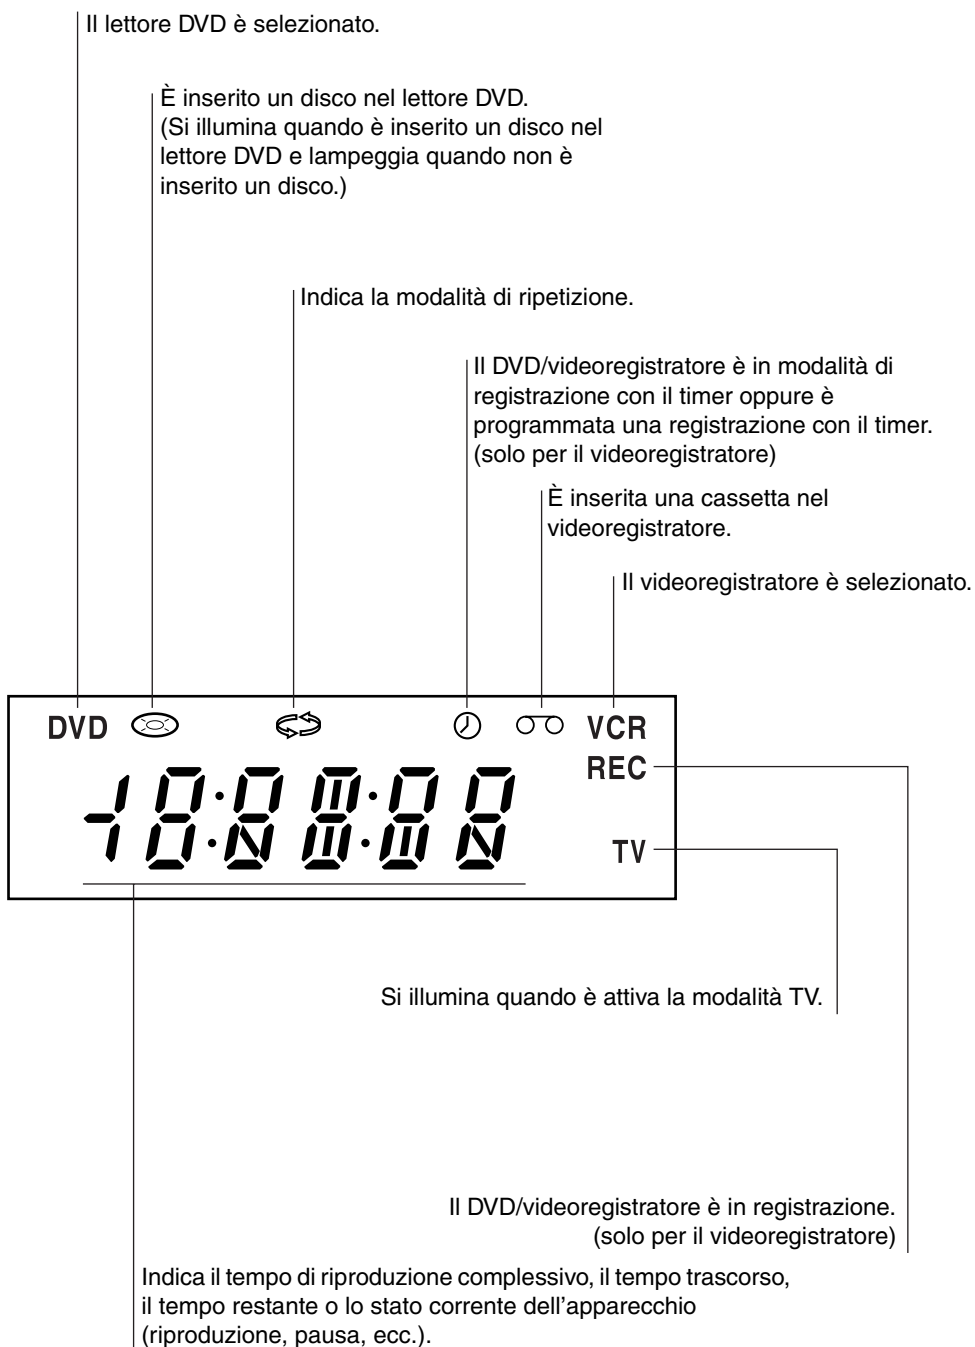 Il lettore DVD è selezionato.
È inserito un disco nel lettore DVD.
(Si illumina quando è inserito un disco nel
lettore DVD e lampeggia quando non è
inserito un disco.)
Indica la modalità di ripetizione.
Il DVD/videoregistratore è in modalità di
registrazione con il timer oppure è
programmata una registrazione con il timer.
(solo per il videoregistratore)
È inserita una cassetta nel
videoregistratore.
Il videoregistratore è selezionato.
DVD VCR
REC
18:88:88
TV
Si illumina quando è attiva la modalità TV.
Il DVD/videoregistratore è in registrazione.
(solo per il videoregistratore)
Indica il tempo di riproduzione complessivo, il tempo trascorso,
il tempo restante o lo stato corrente dell'apparecchio
(riproduzione, pausa, ecc.).